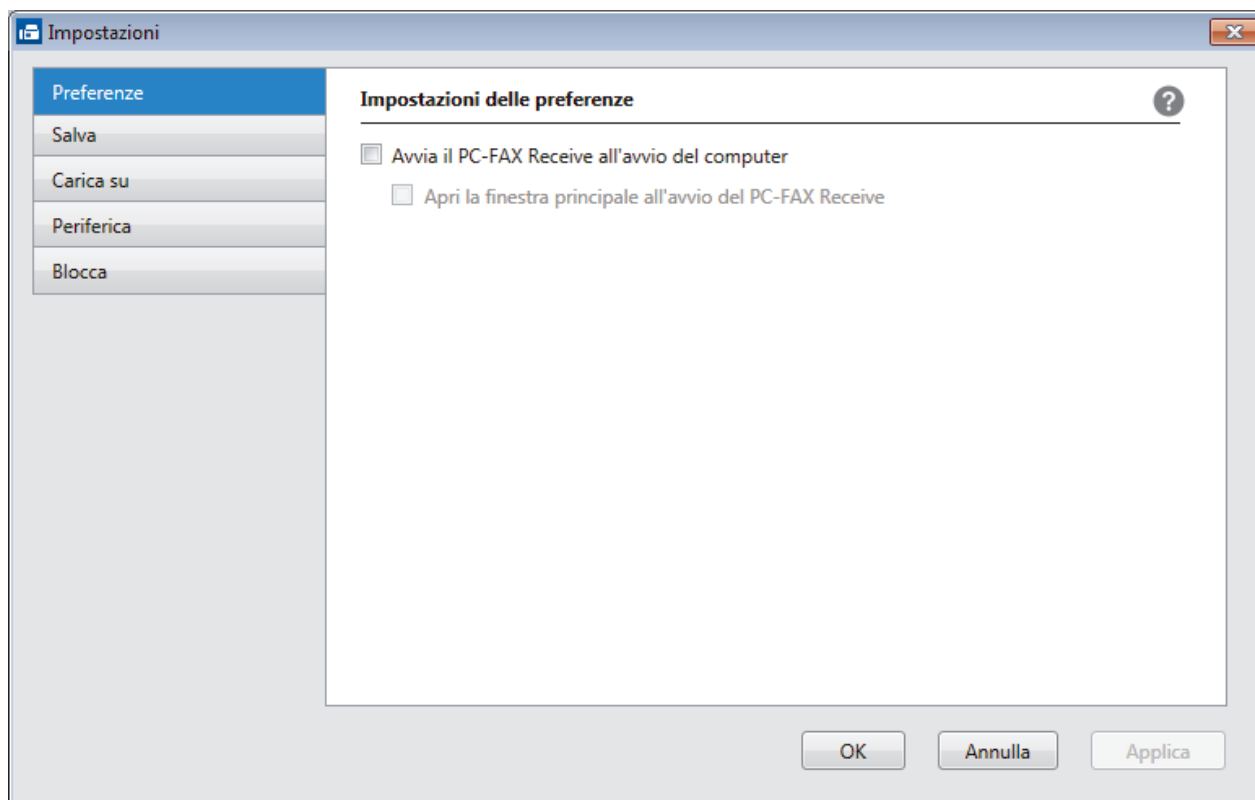 Impostazioni
Preferenze
Salva
Carica su
Periferica
Blocca
Impostazioni delle preferenze
?
Avvia il PC-FAX Receive all'avvio del computer
Apri la finestra principale all'avvio del PC-FAX Receive
OK
Annulla
Applica